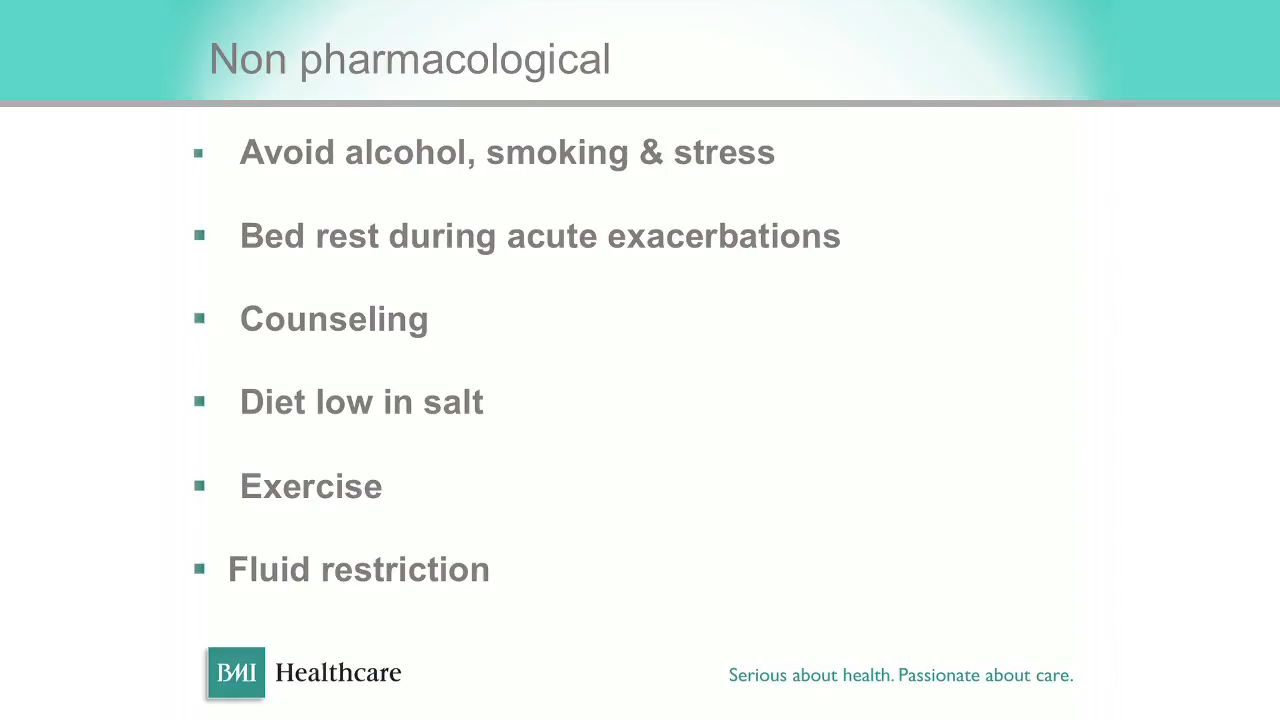 Non pharmacological
Avoid alcohol, smoking & stress
Bed rest during acute exacerbations
Counseling
Diet low in salt
Exercise
Fluid restriction
BMI Healthcare
Serious about health. Passionate about care.